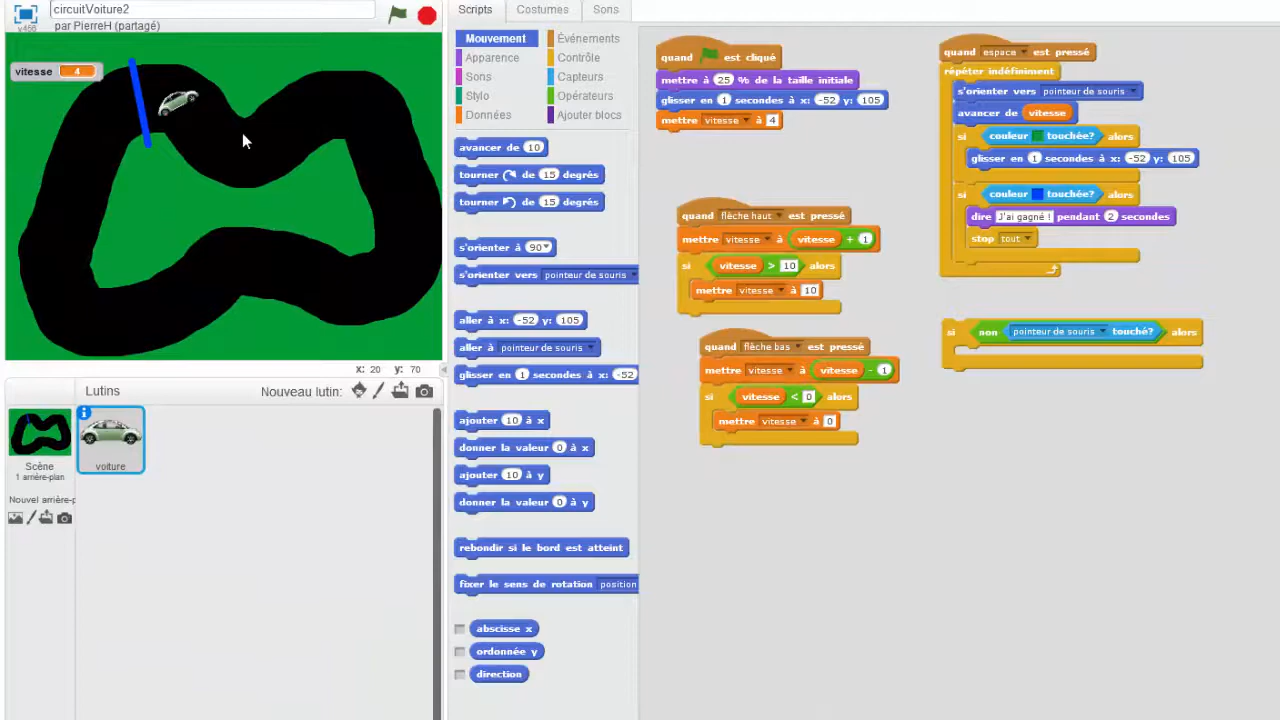 circuitVoiture2
v456
par PierreH (partagé)
vitesse 4
x: 20 y: 70
Lutins
Nouveau lutin:
Scène
1 arrière-plan
voiture
Nouvel arrière-p
Scripts
Costumes
Sons
Mouvement
Événements
Apparence
Contrôle
Sons
Capteurs
Stylo
Opérateurs
Données
Ajouter blocs
avancer de 10
tourner de 15 degrés
tourner de 15 degrés
s'orienter à 90
s'orienter vers pointeur de souris
aller à x: -52 y: 105
aller à pointeur de souris
glisser en 1 secondes à x: -52
ajouter 10 à x
donner la valeur 0 à x
ajouter 10 à y
donner la valeur 0 à y
rebondir si le bord est atteint
fixer le sens de rotation position
abscisse x
ordonnée y
direction
quand est cliqué
mettre à 25 % de la taille initiale
glisser en 1 secondes à x: -52 y: 105
mettre vitesse à 4
quand flèche haut est pressé
mettre vitesse à vitesse + 1
si vitesse > 10 alors
mettre vitesse à 10
quand flèche bas est pressé
mettre vitesse à vitesse - 1
si vitesse < 0 alors
mettre vitesse à 0
quand espace est pressé
répéter indéfiniment
s'orienter vers pointeur de souris
avancer de vitesse
si couleur touchée? alors
glisser en 1 secondes à x: -52 y: 105
si couleur touchée? alors
dire J'ai gagné ! pendant 2 secondes
stop tout
si non pointeur de souris touché? alors